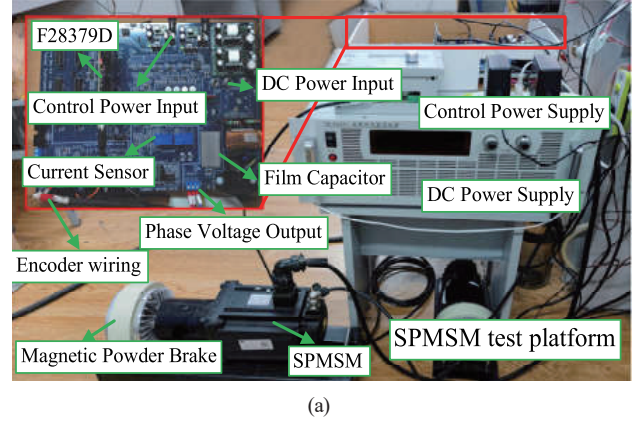 F28379D
DC Power Input
Control Power Input
Control Power Supply
Current Sensor
Film Capacitor
DC Power Supply
Phase Voltage Output
Encoder wiring
SPMSM test platform
Magnetic Powder Brake
SPMSM
(a)